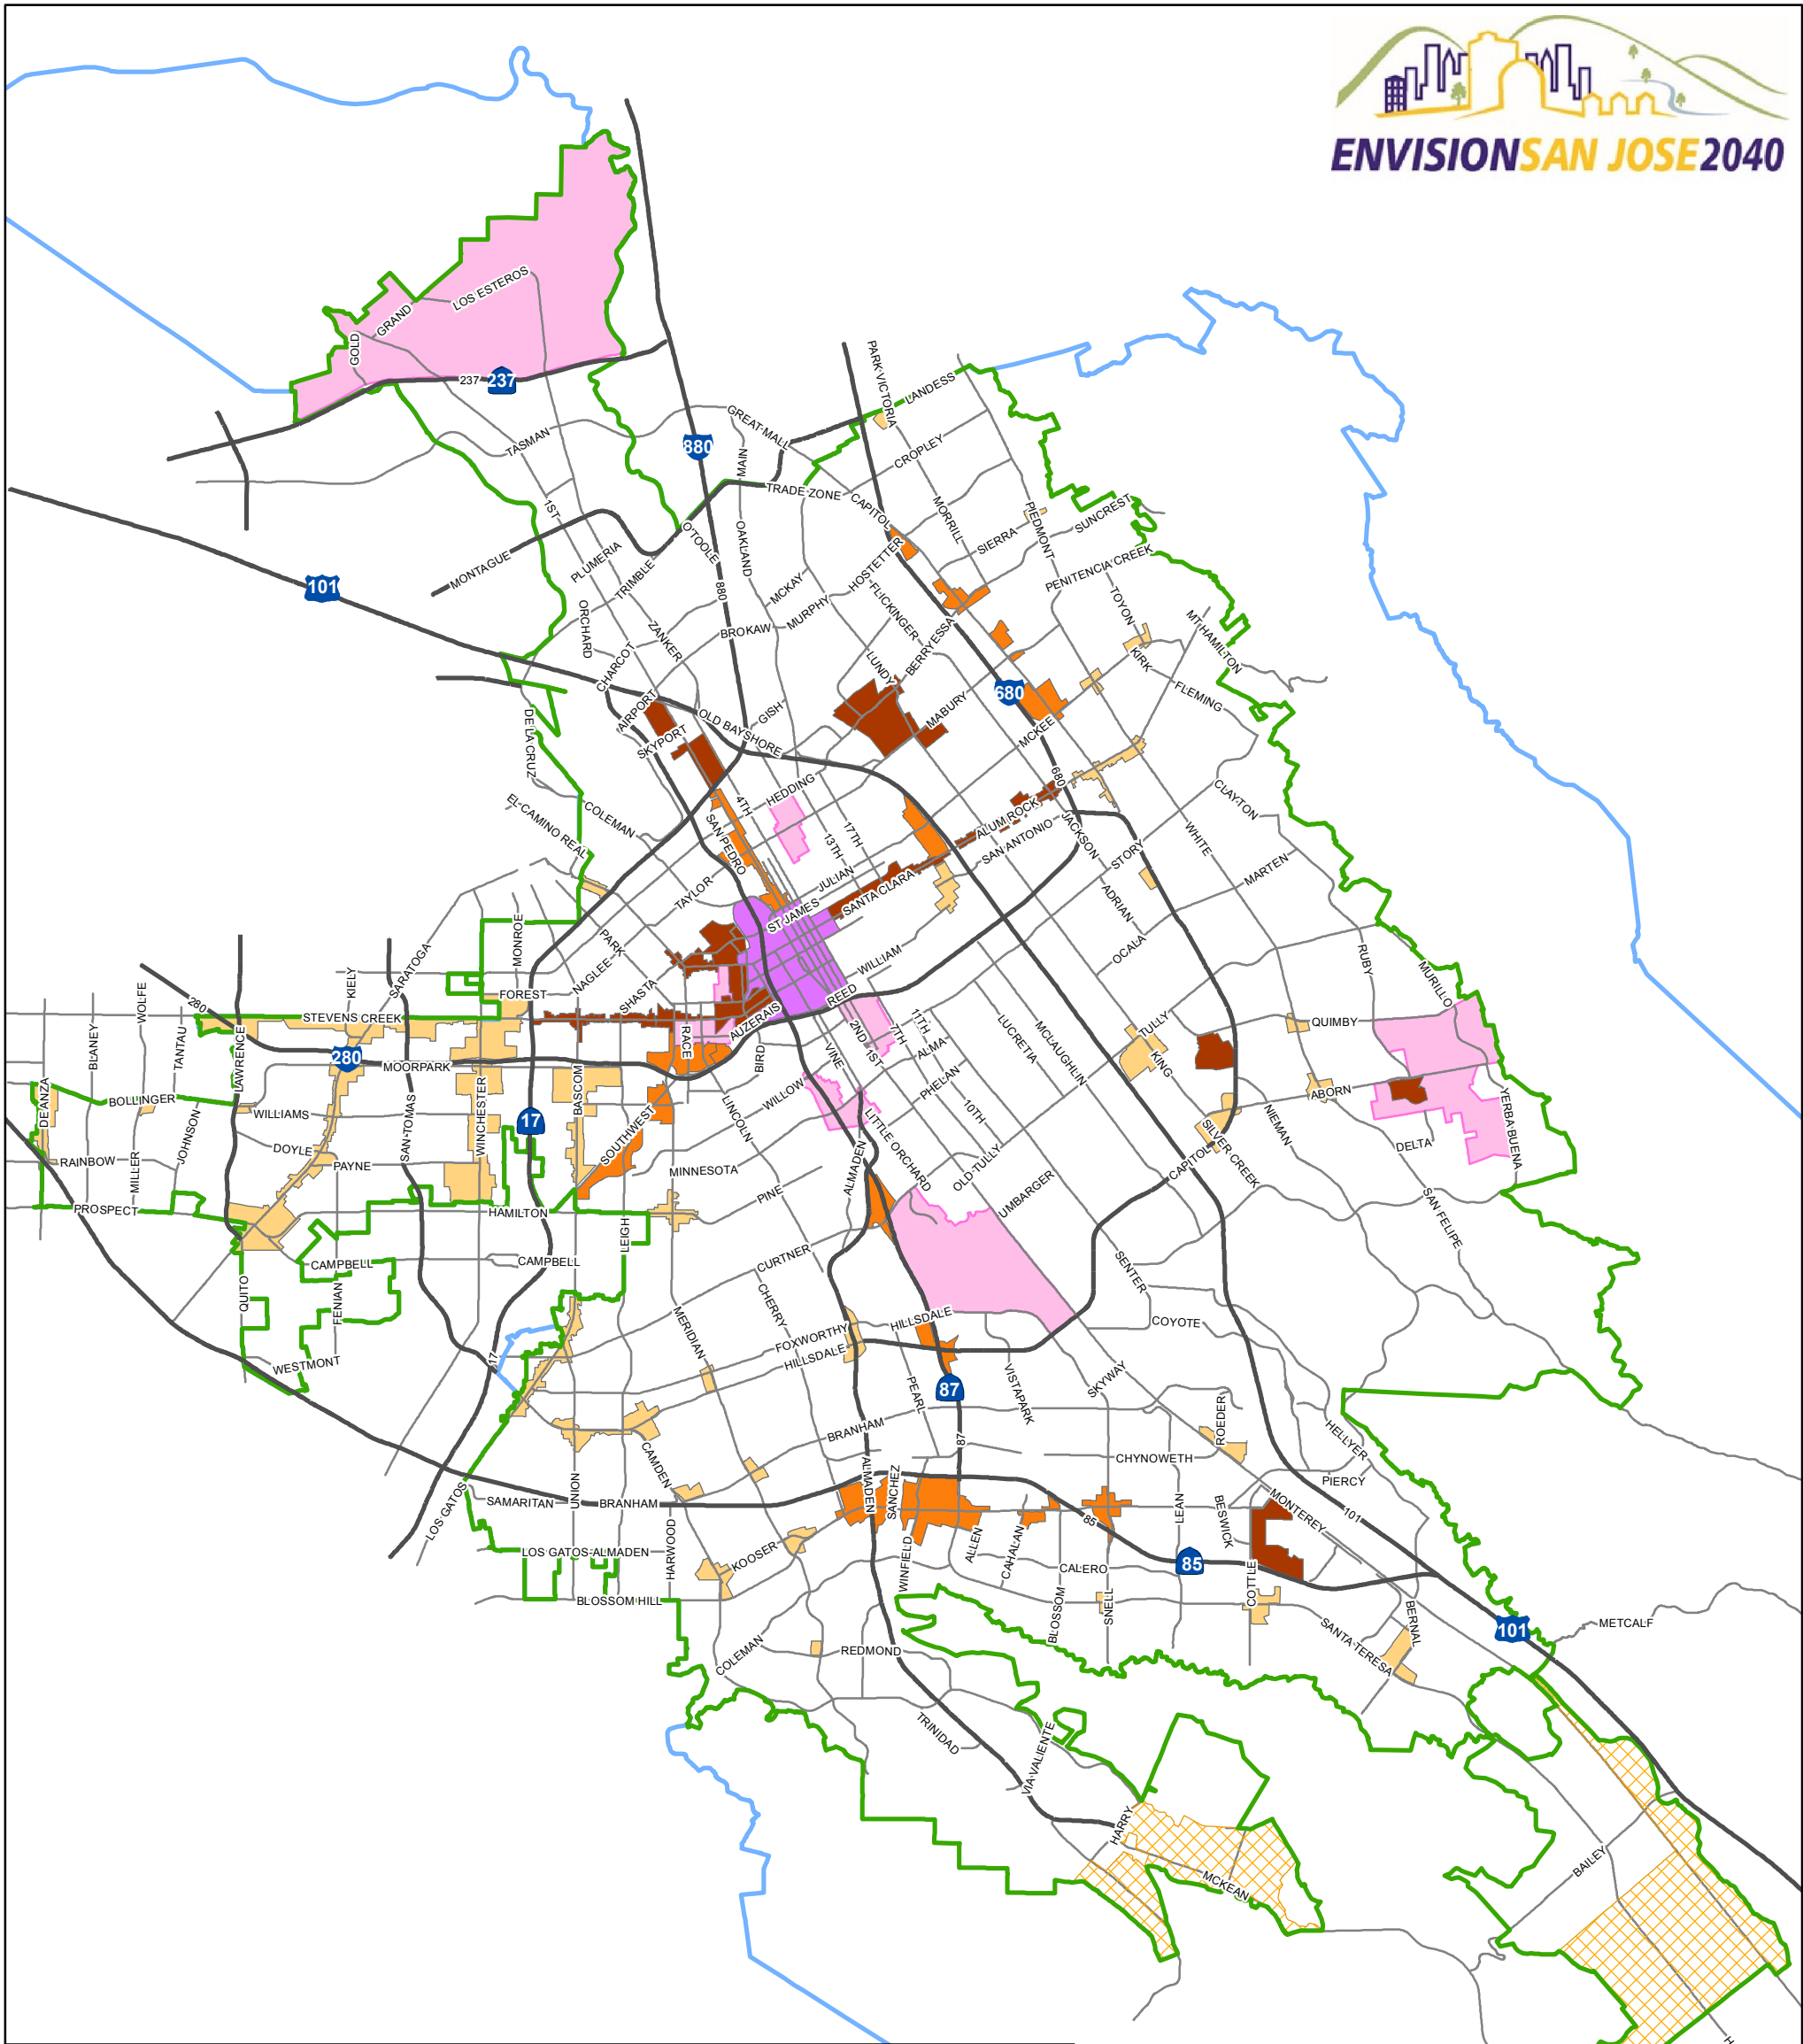 ENVISION SAN JOSE 2040
LOS ESTEROS
GRAND
GOLD
237
237
PARK VICTORIA
LANDESS
GREAT MALL
TASMAN
880
MAIN
CROPLEY
TRADE ZONE
CAPITOL
1ST
MORRILL
PIEDMONT
SUNCREST
SIERRA
O'TOOLE
OAKLAND
HOSTETTER
PENITENCIA CREEK
MONTAGUE
PLUMERIA
TRIMBLE
101
880
MCKAY
MURPHY
FLICKINGER
TOYON
ORCHARD
ZANKER
BROKAW
BERRYESSA
MT HAMILTON
KIRK
CHARCOT
LUNDY
680
FLEMING
AIRPORT
OLD BAYSHORE
GISH
MABURY
MCKEE
DE LA CRUZ
SKYPORT
680
HEDDING
4TH
CLAYTON
EL CAMINO REAL
COLEMAN
SAN PEDRO
17TH
13TH
ALUM ROCK
SAN ANTONIO
JACKSON
WHITE
STORY
MARTEN
JULIAN
TAYLOR
SANTA CLARA
ADRIAN
ST JAMES
MONROE
PARK
NAGLEE
WILLIAM
OCALA
RUBY
MURILLO
KIELY
SARATOGA
WOLFE
280
FOREST
SHASTA
REED
STEVENS CREEK
BLANEY
TANTAU
LAWRENCE
RACE
AUZERAIS
2ND
1ST
7TH
11TH
ALMA
LUCRETIA
MCLAUGHLIN
TULLY
QUIMBY
280
MOORPARK
BIRD
VINE
KING
DE ANZA
BOLLINGER
WILLIAMS
SAN TOMAS
WINCHESTER
BASCOM
WILLOW
PHELAN
ABORN
YERBA BUENA
17
LINCOLN
LITTLE ORCHARD
10TH
NIEMAN
JOHNSON
DOYLE
SOUTHWEST
SILVER CREEK
DELTA
RAINBOW
MILLER
PAYNE
MINNESOTA
ALMADEN
OLD TULLY
CAPITOL
PINE
UMBARGER
SAN FELIPE
PROSPECT
HAMILTON
LEIGH
CAMPBELL
CAMPBELL
CURTNER
SENTER
QUITO
FENIAN
CHERRY
MERIDIAN
FOXWORTHY
HILLSDALE
HILLSDALE
COYOTE
WESTMONT
17
PEARL
87
VISTAPARK
SKYWAY
BRANHAM
ROEDER
HELLYER
CAMDEN
87
CHYNOWETH
PIERCY
ALMADEN
SANCHEZ
UNION
SAMARITAN
BRANHAM
LOS GATOS
LEAN
BESWICK
MONTEREY
101
85
HARWOOD
LOS GATOS-ALMADEN
KOOSER
WINFIELD
ALLEN
CAHALAN
CALERO
85
COTTLE
BLOSSOM HILL
BLOSSOM
SNELL
SANTA TERESA
BERNAL
101
METCALF
COLEMAN
REDMOND
TRINIDAD
VIA VALIENTE
HARRY
MCKEAN
BAILEY